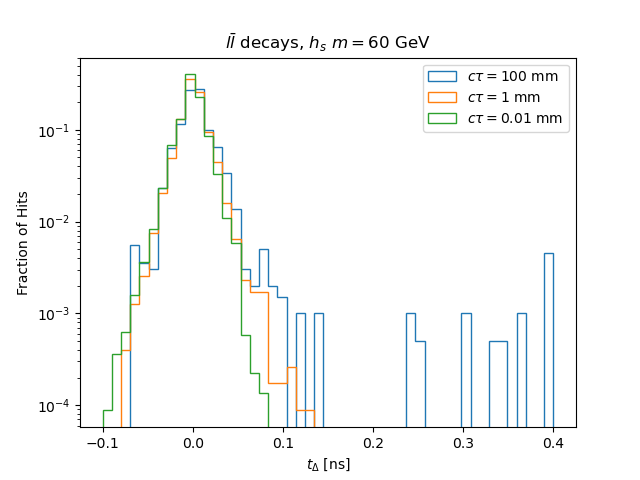 $l\bar{l}$ decays, $h_s$ $m = 60$ GeV
$c\tau = 100$ mm
$c\tau = 1$ mm
$c\tau = 0.01$ mm
Fraction of Hits
$10^{-1}$
$10^{-2}$
$10^{-3}$
$10^{-4}$
−0.1 0.0 0.1 0.2 0.3 0.4
$t_\Delta$ [ns]